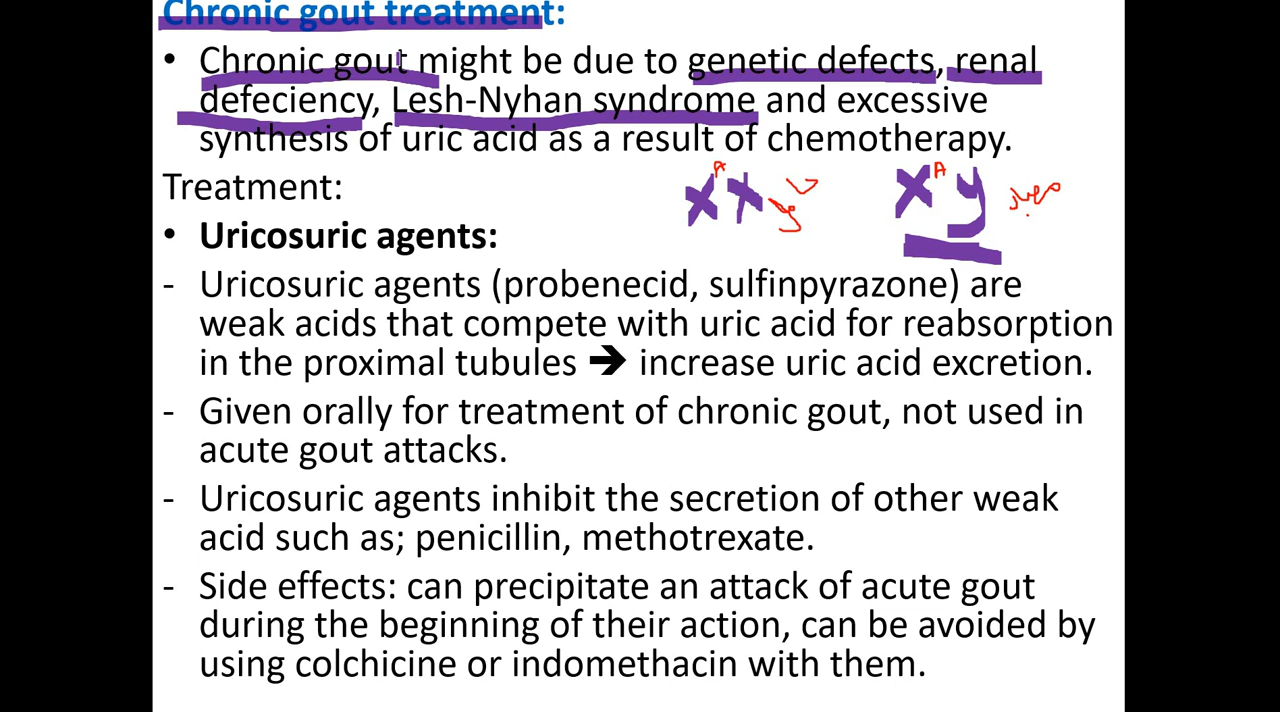 Chronic gout treatment:
• Chronic gout might be due to genetic defects, renal
defeciency, Lesh-Nyhan syndrome and excessive
synthesis of uric acid as a result of chemotherapy.
Treatment:
X^A X
X^A y
• Uricosuric agents:
- Uricosuric agents (probenecid, sulfinpyrazone) are
weak acids that compete with uric acid for reabsorption
in the proximal tubules ➔ increase uric acid excretion.
- Given orally for treatment of chronic gout, not used in
acute gout attacks.
- Uricosuric agents inhibit the secretion of other weak
acid such as; penicillin, methotrexate.
- Side effects: can precipitate an attack of acute gout
during the beginning of their action, can be avoided by
using colchicine or indomethacin with them.